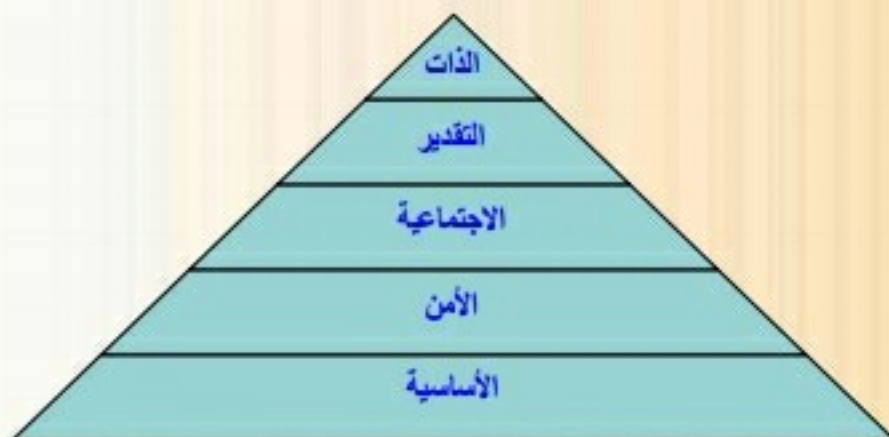 الذات
التقدير
الاجتماعية
الأمن
الأساسية